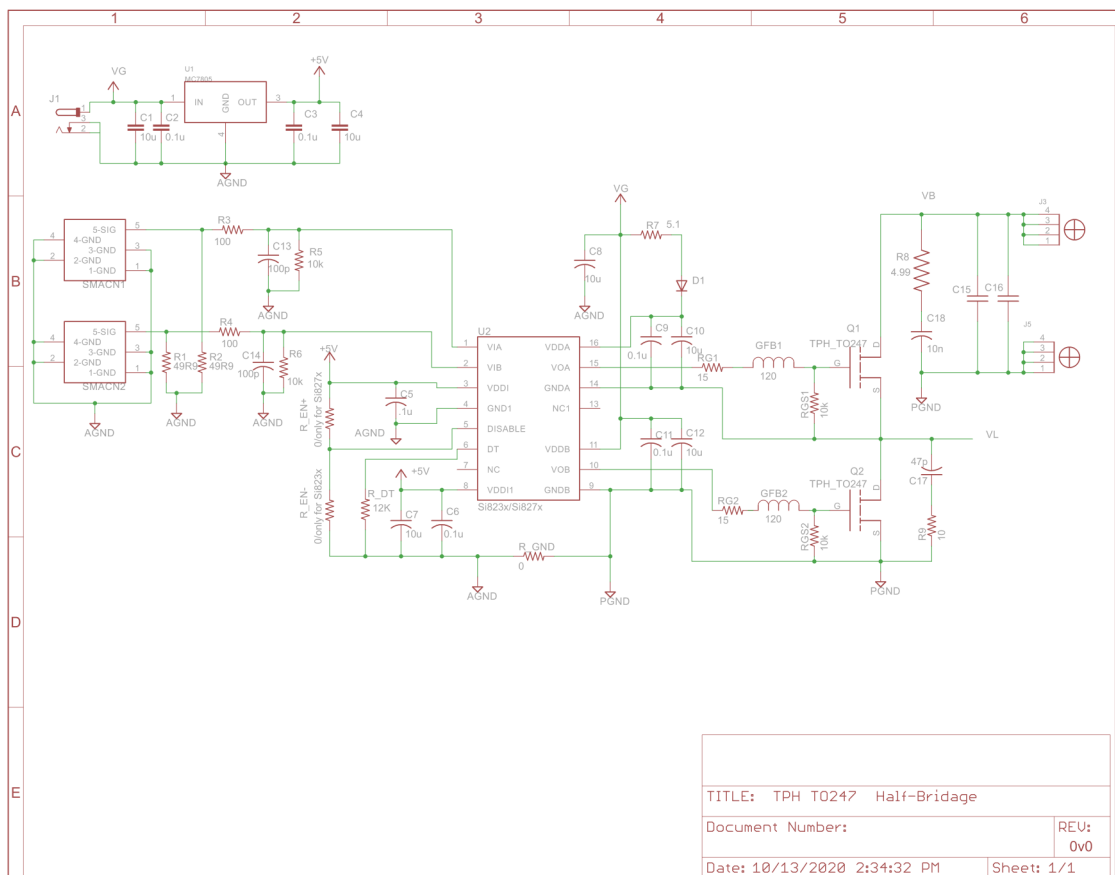 1 2 3 4 5 6
A
B
C
D
E
J1
1
3
2
VG
C1
10u
C2
0.1u
U1
MC7805
1
IN
GND
OUT
3
4
+5V
C3
0.1u
C4
10u
AGND
4
2
5-SIG
4-GND
3-GND
2-GND
1-GND
5
3
1
SMACN1
R3
100
C13
100p
R5
10k
AGND
4
2
5-SIG
4-GND
3-GND
2-GND
1-GND
5
3
1
SMACN2
AGND
R1
49R9
R2
49R9
AGND
R4
100
C14
100p
R6
10k
AGND
+5V
R_EN+
0/only for Si827x
R_EN-
0/only for Si823x
C5
.1u
AGND
R_DT
12K
+5V
C7
10u
C6
0.1u
AGND
R_GND
0
PGND
U2
1 VIA VDDA 16
2 VIB VOA 15
3 VDDI GNDA 14
4 GND1 NC1 13
5 DISABLE
6 DT VDDB 11
7 NC VOB 10
8 VDDI1 GNDB 9
Si823x/Si827x
VG
C8
10u
AGND
R7 5.1
D1
C9
0.1u
C10
10u
C11
0.1u
C12
10u
RG1
15
GFB1
120
RGS1
10k
Q1
TPH_TO247
G
D
S
RG2
15
GFB2
120
RGS2
10k
Q2
TPH_TO247
G
D
S
PGND
VL
47p
C17
R9
10
VB
R8
4.99
C18
10n
PGND
C15
C16
J3
4
3
2
1
J5
4
3
2
1
TITLE: TPH TO247 Half-Bridage
Document Number:
REV:
0v0
Date: 10/13/2020 2:34:32 PM
Sheet: 1/1